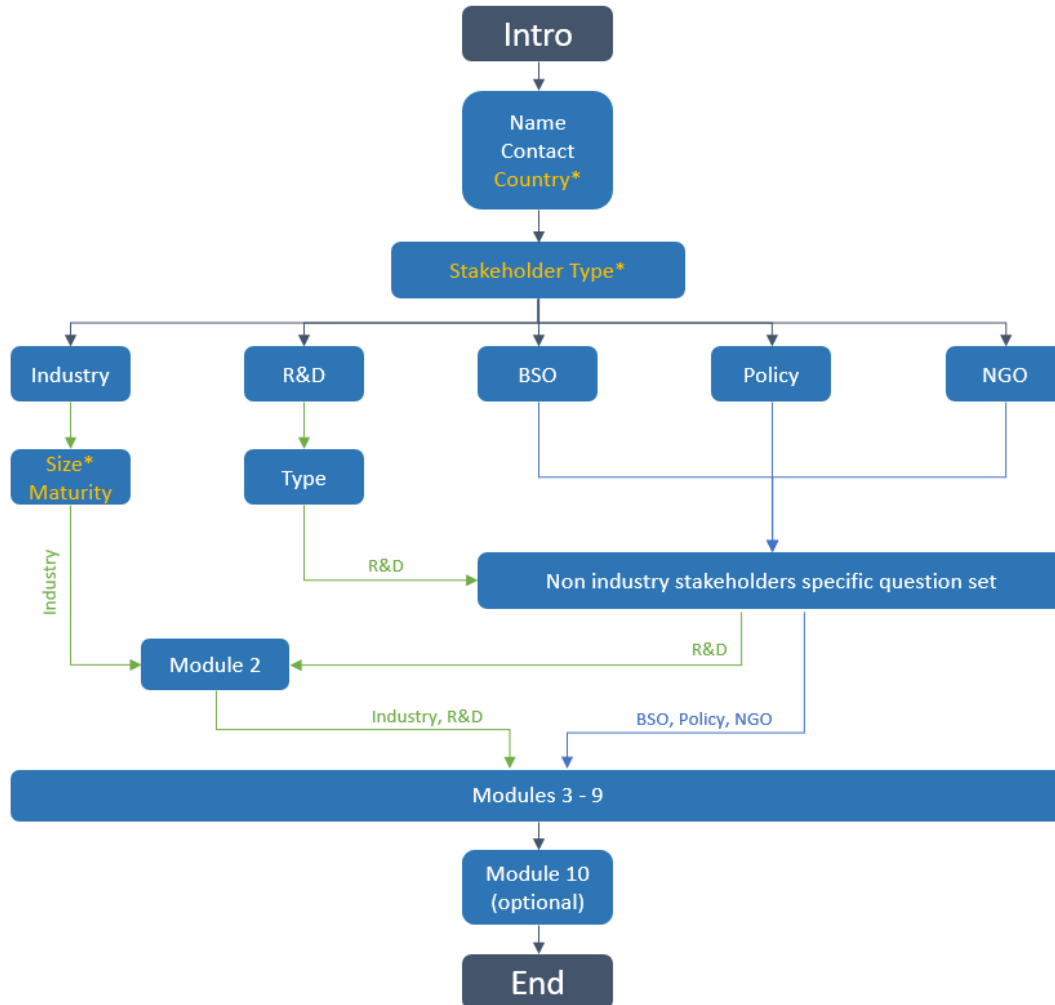 Intro
Name
Contact
Country*
Stakeholder Type*
Industry
R&D
BSO
Policy
NGO
Size*
Maturity
Type
Industry
R&D
Non industry stakeholders specific question set
Module 2
R&D
Industry, R&D
BSO, Policy, NGO
Modules 3 - 9
Module 10
(optional)
End